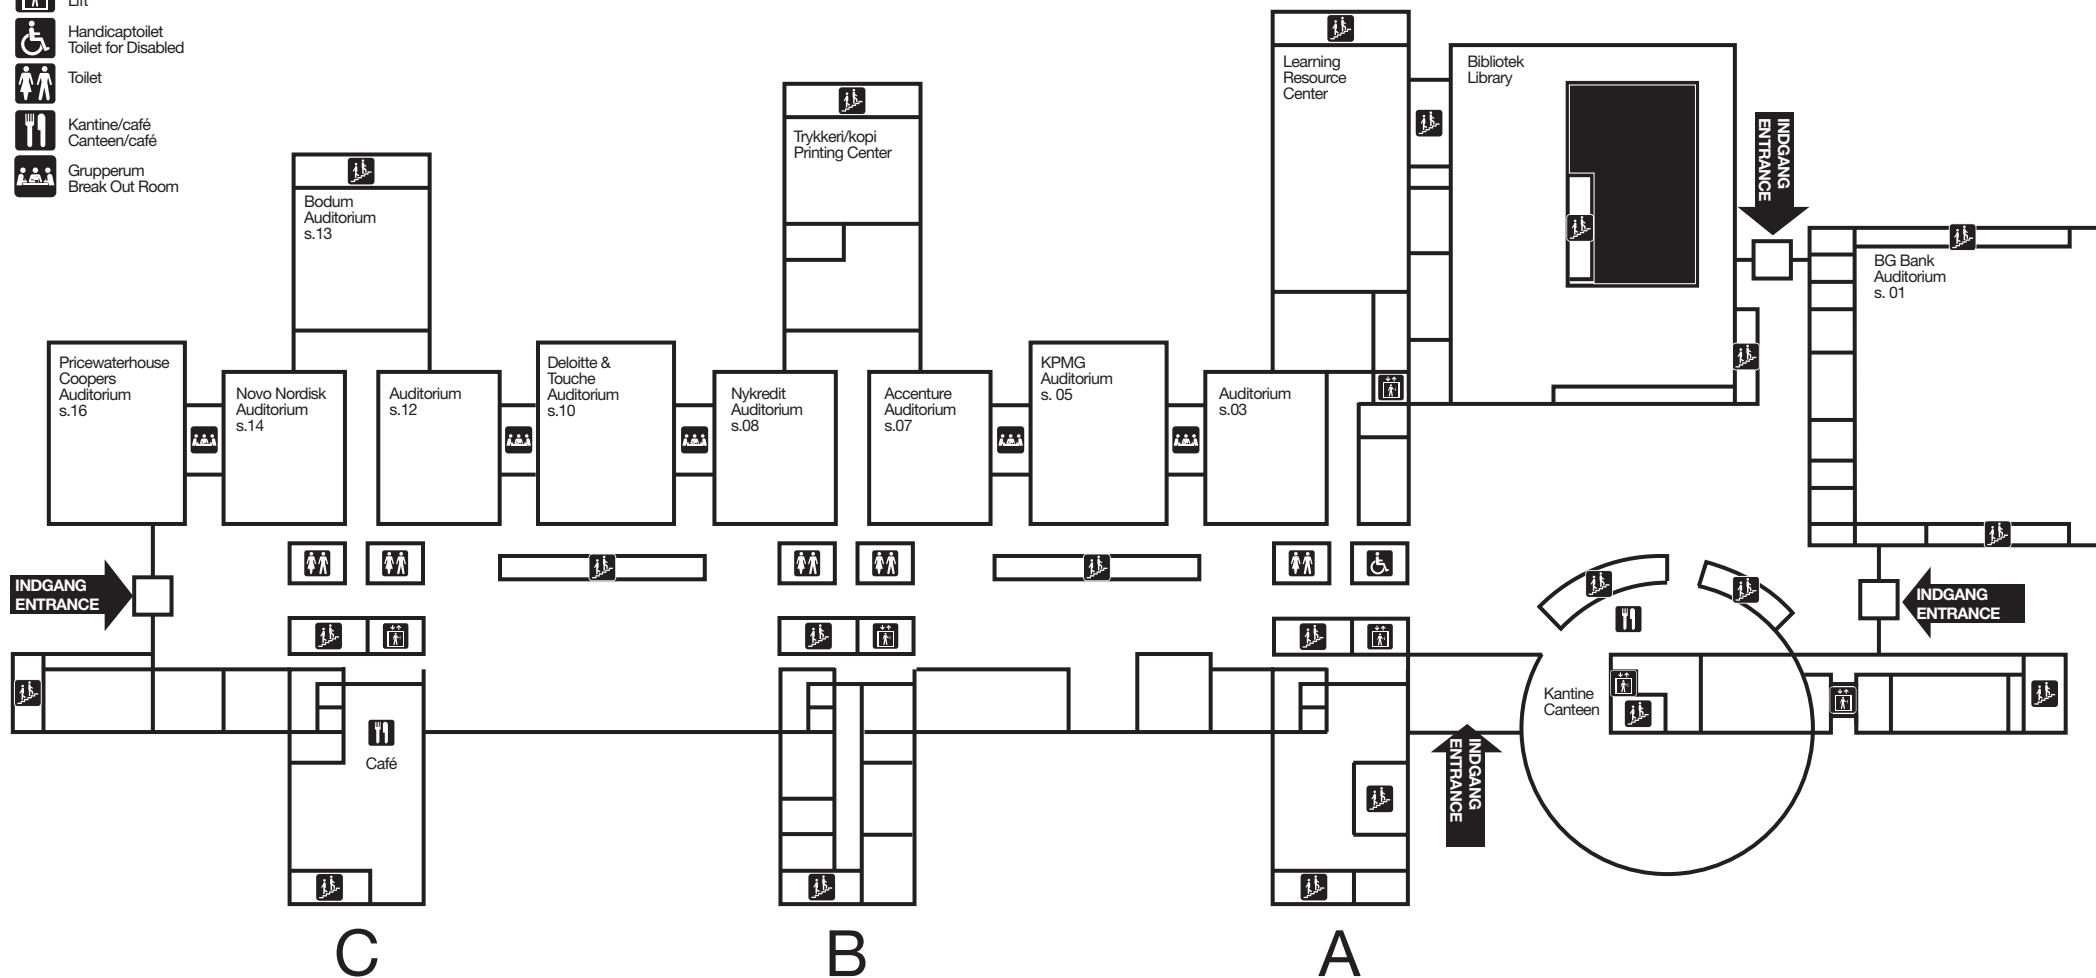 Lift
Handicaptoilet
Toilet for Disabled
Toilet
Kantine/café
Canteen/café
Grupperum
Break Out Room
Learning
Resource
Center
Bibliotek
Library
INDGANG
ENTRANCE
Trykkeri/kopi
Printing Center
Bodum
Auditorium
s.13
BG Bank
Auditorium
s. 01
Pricewaterhouse
Coopers
Auditorium
s.16
Novo Nordisk
Auditorium
s.14
Auditorium
s.12
Deloitte &
Touche
Auditorium
s.10
Nykredit
Auditorium
s.08
Accenture
Auditorium
s.07
KPMG
Auditorium
s. 05
Auditorium
s.03
INDGANG
ENTRANCE
INDGANG
ENTRANCE
Kantine
Canteen
Café
INDGANG
ENTRANCE
C
B
A